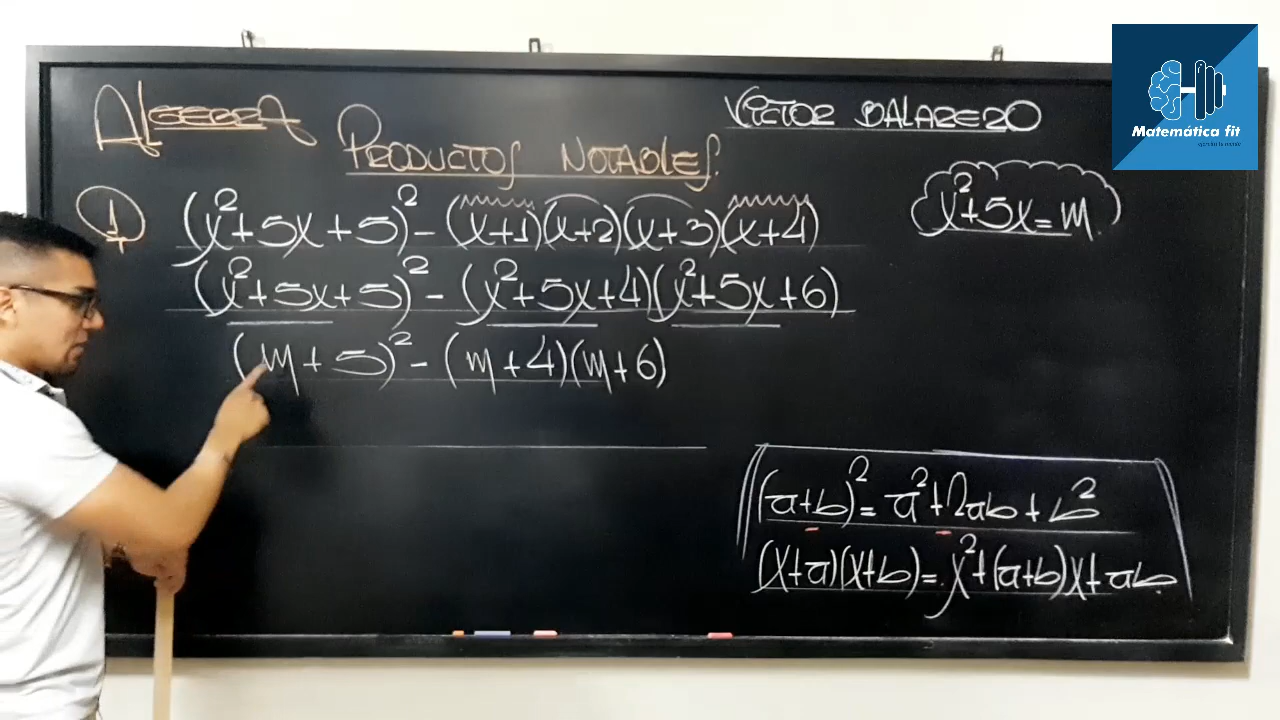 ALGEBRA
VICTOR BALAREZO
PRODUCTOS NOTABLES.
1
(x²+5x+5)² - (x+1)(x+2)(x+3)(x+4)
x²+5x=m
(x²+5x+5)² - (x²+5x+4)(x²+5x+6)
(m+5)² - (m+4)(m+6)
(a+b)² = a²+2ab+b²
(x+a)(x+b) = x²+(a+b)x+ab.
Matemática fit